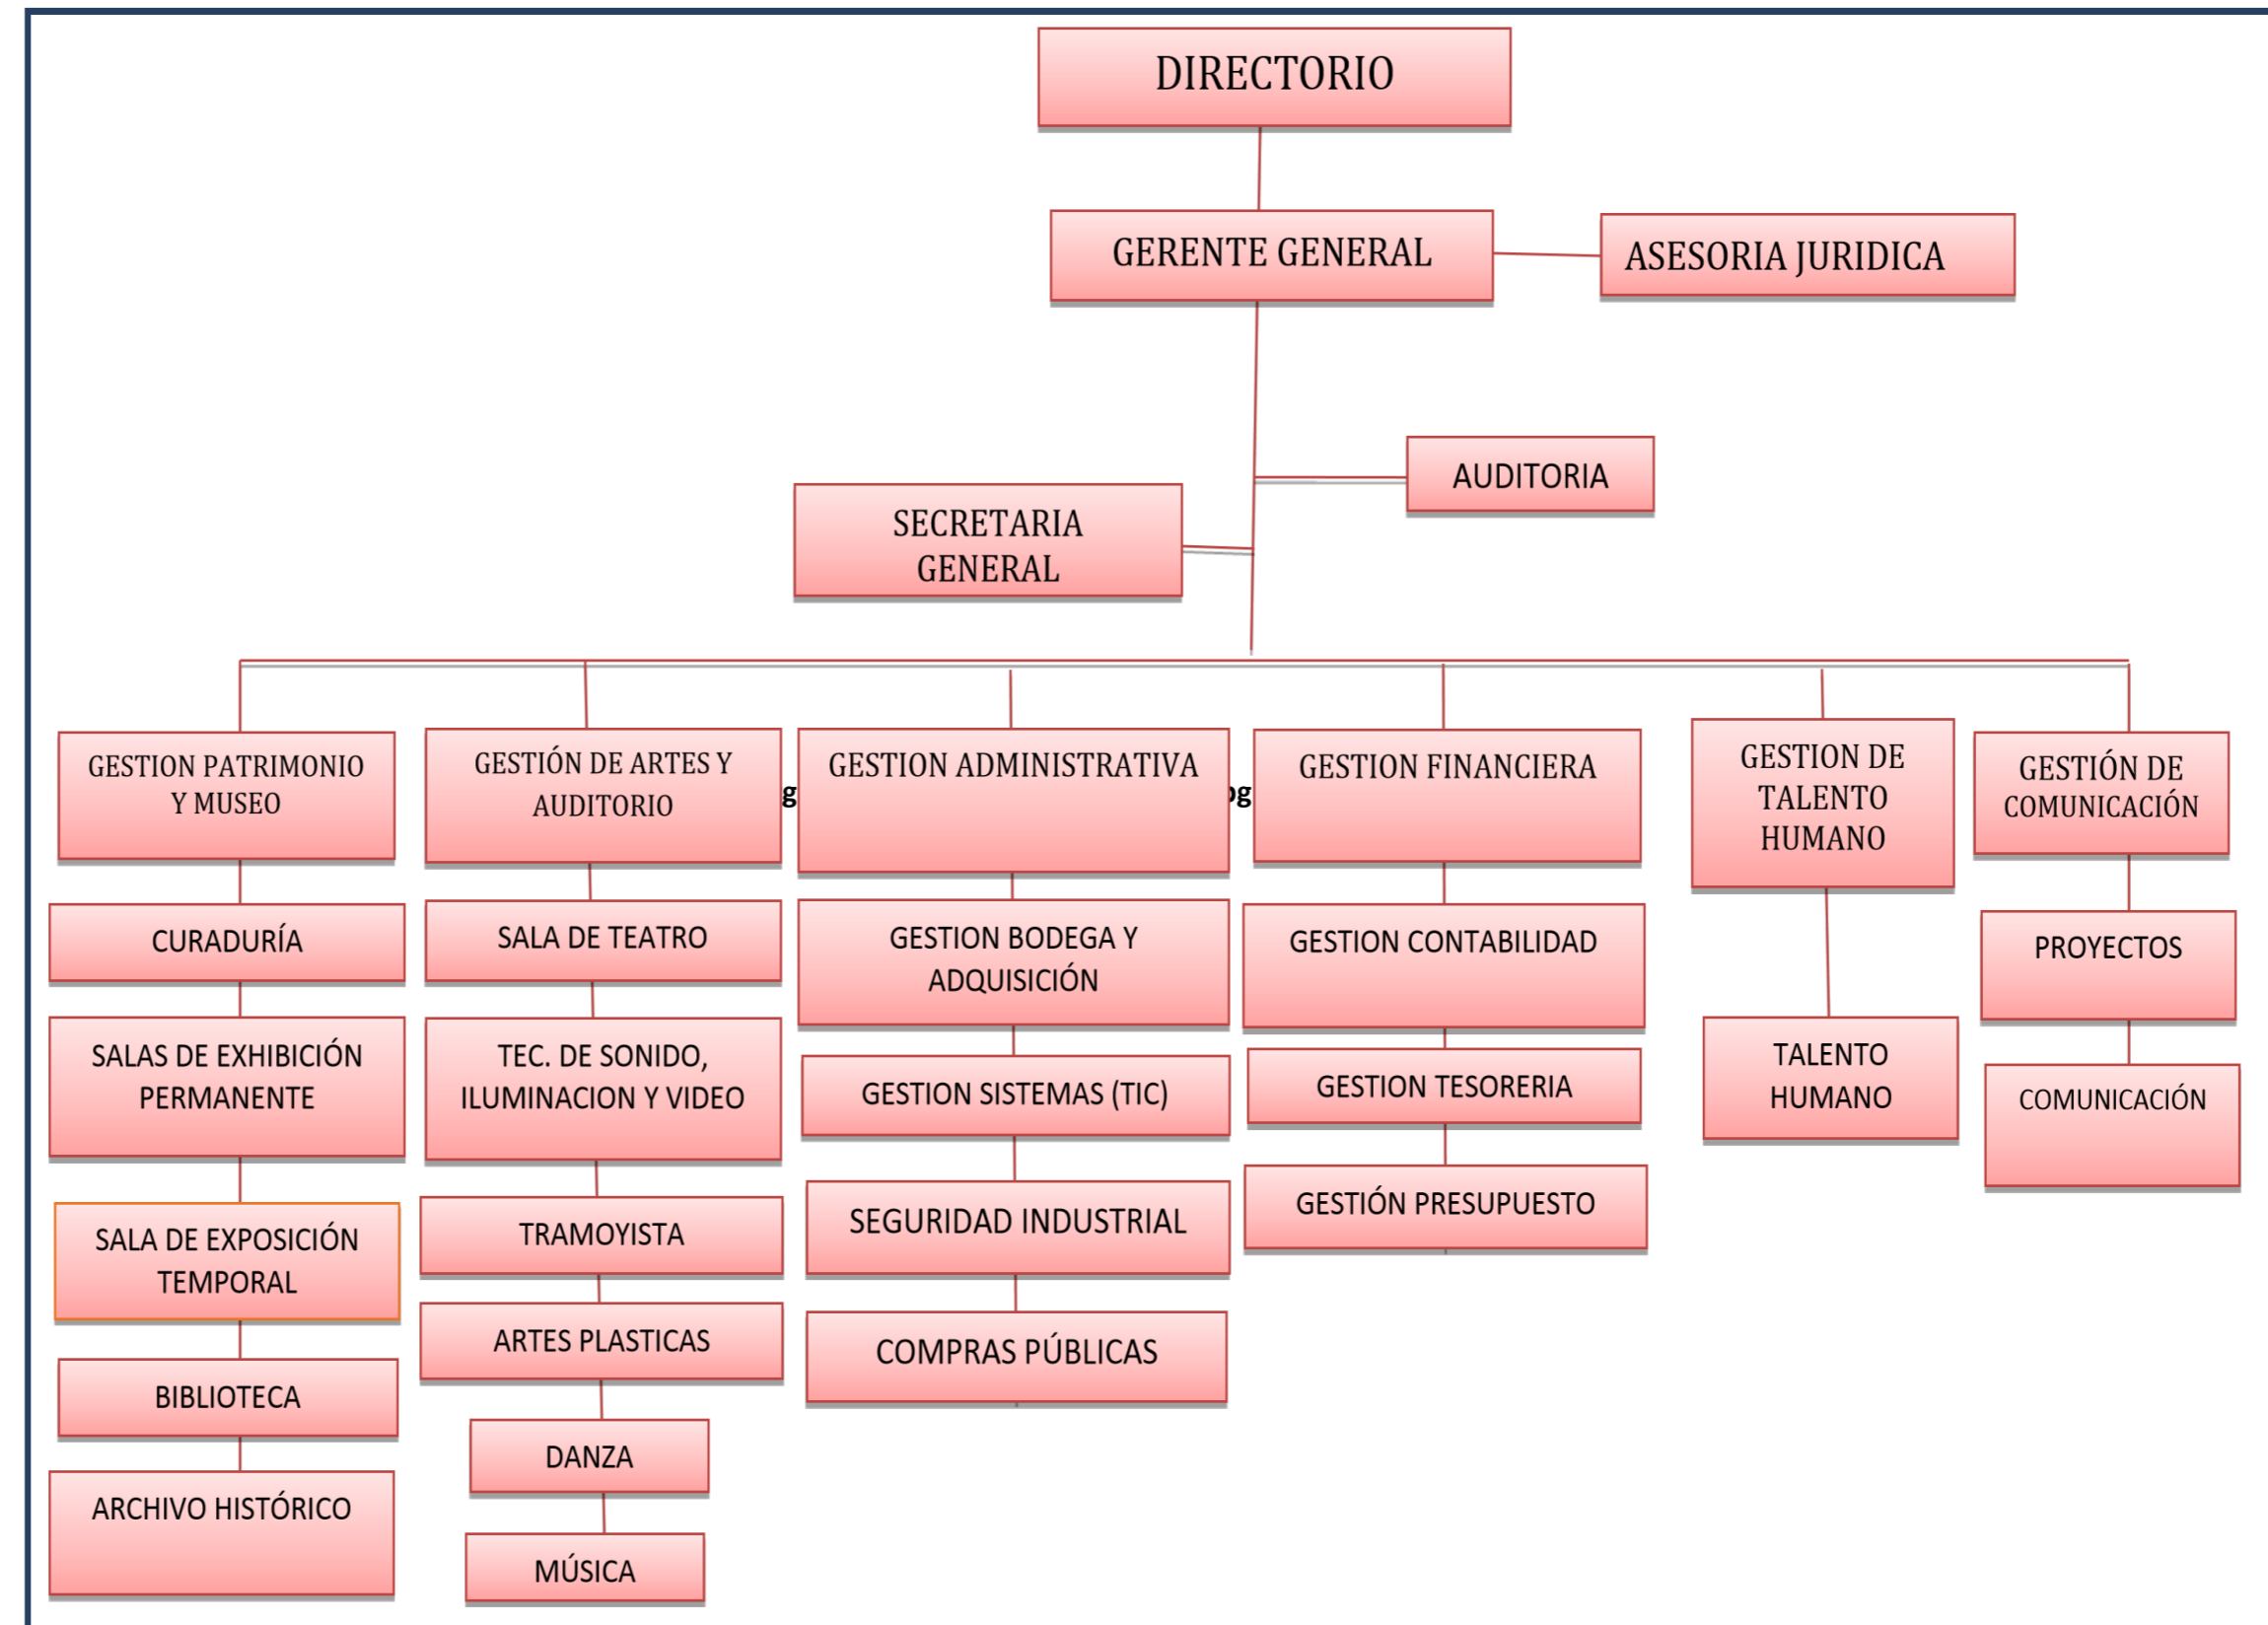 DIRECTORIO
GERENTE GENERAL
ASESORIA JURIDICA
AUDITORIA
SECRETARIA
GENERAL
GESTION PATRIMONIO
Y MUSEO
CURADURÍA
SALAS DE EXHIBICIÓN
PERMANENTE
SALA DE EXPOSICIÓN
TEMPORAL
BIBLIOTECA
ARCHIVO HISTÓRICO
GESTIÓN DE ARTES Y
AUDITORIO
SALA DE TEATRO
TEC. DE SONIDO,
ILUMINACION Y VIDEO
TRAMOYISTA
ARTES PLASTICAS
DANZA
MÚSICA
GESTION ADMINISTRATIVA
GESTION BODEGA Y
ADQUISICIÓN
GESTION SISTEMAS (TIC)
SEGURIDAD INDUSTRIAL
COMPRAS PÚBLICAS
GESTION FINANCIERA
GESTION CONTABILIDAD
GESTION TESORERIA
GESTIÓN PRESUPUESTO
GESTION DE
TALENTO
HUMANO
TALENTO
HUMANO
GESTIÓN DE
COMUNICACIÓN
PROYECTOS
COMUNICACIÓN